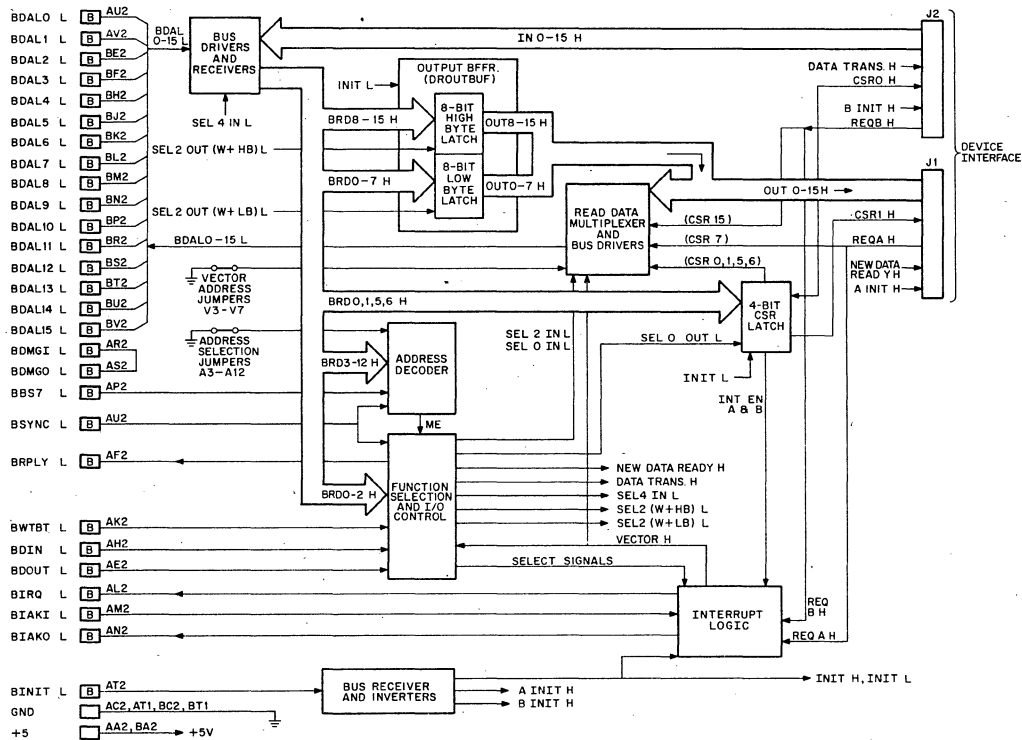 BDAL0 L B AU2
BDAL1 L B AV2
BDAL2 L B BE2
BDAL3 L B BF2
BDAL4 L B BH2
BDAL5 L B BJ2
BDAL6 L B BK2
BDAL7 L B BL2
BDAL8 L B BM2
BDAL9 L B BN2
BDAL10 L B BP2
BDAL11 L B BR2
BDAL12 L B BS2
BDAL13 L B BT2
BDAL14 L B BU2
BDAL15 L B BV2
BDMGI L B AR2
BDMGO L B AS2
BBS7 L B AP2
BSYNC L B AU2
BRPLY L B AF2
BWTBT L B AK2
BDIN L B AH2
BDOUT L B AE2
BIRQ L B AL2
BIAKI L B AM2
BIAKO L B AN2
BINIT L B AT2
GND AC2, AT1, BC2, BT1
+5 AA2, BA2 +5V
BDAL
0-15 L
BUS
DRIVERS
AND
RECEIVERS
SEL 4 IN L
IN 0-15 H
OUTPUT BFFR.
(DROUTBUF)
INIT L
BRD8-15 H
8-BIT
HIGH
BYTE
LATCH
OUT8-15 H
SEL2 OUT (W+HB) L
BRD0-7 H
8-BIT
LOW
BYTE
LATCH
OUT0-7 H
SEL2 OUT (W+LB) L
BDAL0-15 L
READ DATA
MULTIPLEXER
AND
BUS DRIVERS
(CSR 15)
(CSR 7)
(CSR 0,1,5,6)
VECTOR
ADDRESS
JUMPERS
V3-V7
BRD0,1,5,6 H
4-BIT
CSR
LATCH
INIT L
ADDRESS
SELECTION
JUMPERS
A3-A12
BRD3-12 H
ADDRESS
DECODER
ME
SEL 2 IN L
SEL 0 IN L
SEL 0 OUT L
INT EN
A & B
BRD0-2 H
FUNCTION
SELECTION
AND I/O
CONTROL
NEW DATA READY H
DATA TRANS. H
SEL4 IN L
SEL2 (W+HB) L
SEL2 (W+LB) L
VECTOR H
SELECT SIGNALS
INTERRUPT
LOGIC
REQ
B H
REQ A H
BUS RECEIVER
AND INVERTERS
A INIT H
B INIT H
INIT H, INIT L
J2
DATA TRANS. H
CSR0 H
B INIT H
REQB H
DEVICE
INTERFACE
J1
OUT 0-15H
CSR1 H
REQA H
NEW DATA
READY H
A INIT H